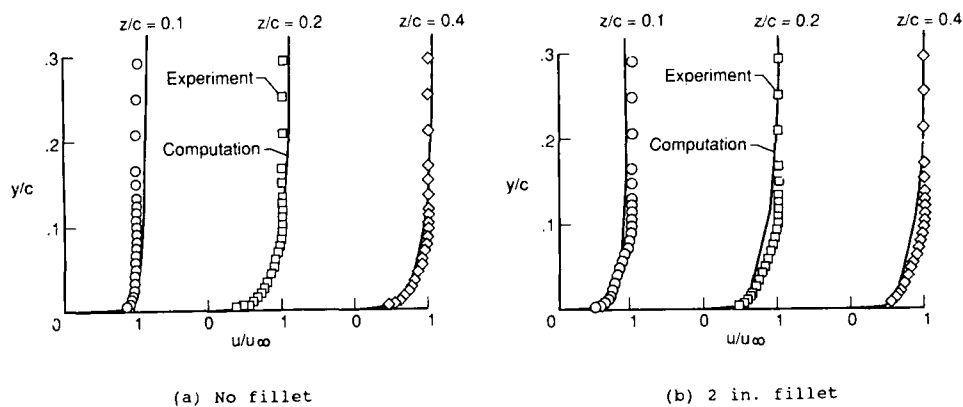 z/c = 0.1 z/c = 0.2 z/c = 0.4
.3
.2
.1
y/c
Experiment
Computation
0 1 0 1 0 1
u/u∞
(a) No fillet
z/c = 0.1 z/c = 0.2 z/c = 0.4
.3
.2
.1
y/c
Experiment
Computation
0 1 0 1 0 1
u/u∞
(b) 2 in. fillet